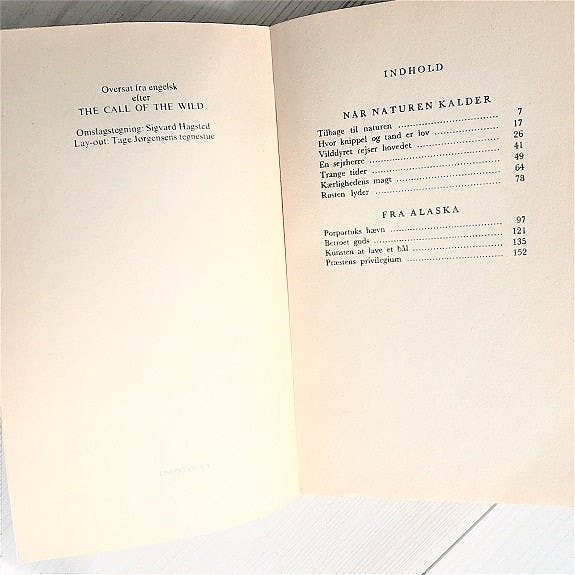 Oversat fra engelsk
efter
THE CALL OF THE WILD
Omslagstegning: Sigvard Hagsted
Lay-out: Tage Jørgensens tegnestue
INDHOLD
NÅR NATUREN KALDER
Tilbage til naturen 7
Hvor knippel og tand er lov 17
Vilddyret rejser hovedet 26
En sejrherre 41
Trange tider 49
Kærlighedens magt 64
Røsten lyder 78
FRA ALASKA
Porportuks hævn 97
Betroet gods 121
Kunsten at lave et bål 135
Præstens privilegium 152